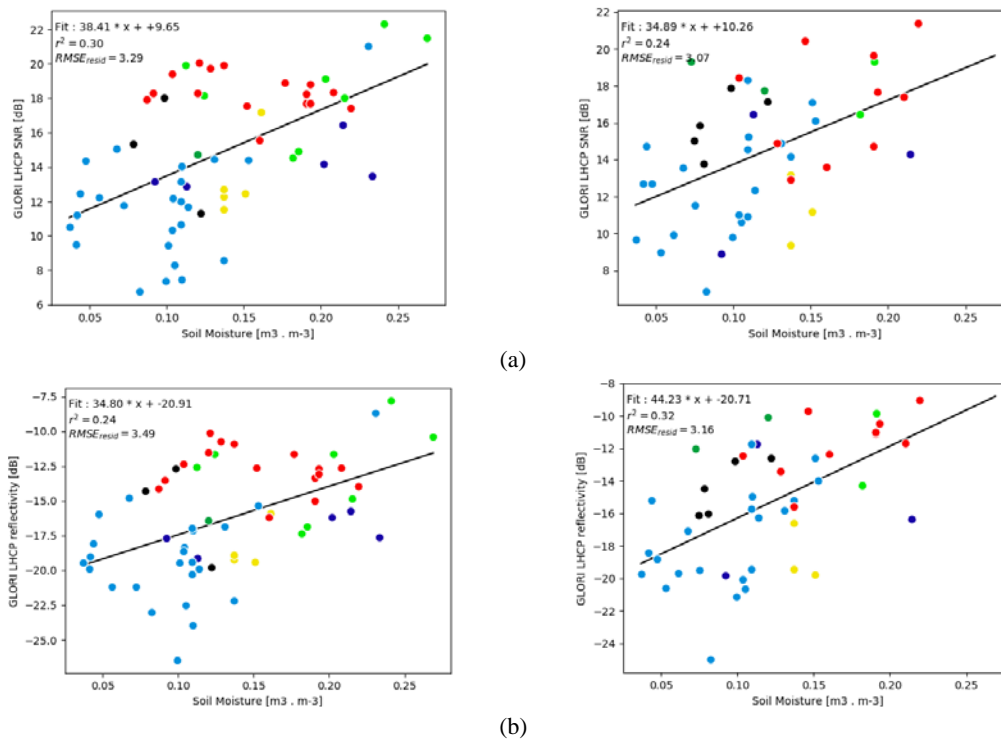 Fit : 38.41 * x + +9.65
r² = 0.30
RMSE_resid = 3.29
GLORI LHCP SNR [dB]
22
20
18
16
14
12
10
8
6
0.05 0.10 0.15 0.20 0.25
Soil Moisture [m3 . m-3]
Fit : 34.89 * x + +10.26
r² = 0.24
RMSE_resid = 3.07
GLORI LHCP SNR [dB]
22
20
18
16
14
12
10
8
0.05 0.10 0.15 0.20 0.25
Soil Moisture [m3 . m-3]
(a)
Fit : 34.80 * x + -20.91
r² = 0.24
RMSE_resid = 3.49
GLORI LHCP reflectivity [dB]
−7.5
−10.0
−12.5
−15.0
−17.5
−20.0
−22.5
−25.0
0.05 0.10 0.15 0.20 0.25
Soil Moisture [m3 . m-3]
Fit : 44.23 * x + -20.71
r² = 0.32
RMSE_resid = 3.16
GLORI LHCP reflectivity [dB]
−8
−10
−12
−14
−16
−18
−20
−22
−24
0.05 0.10 0.15 0.20 0.25
Soil Moisture [m3 . m-3]
(b)